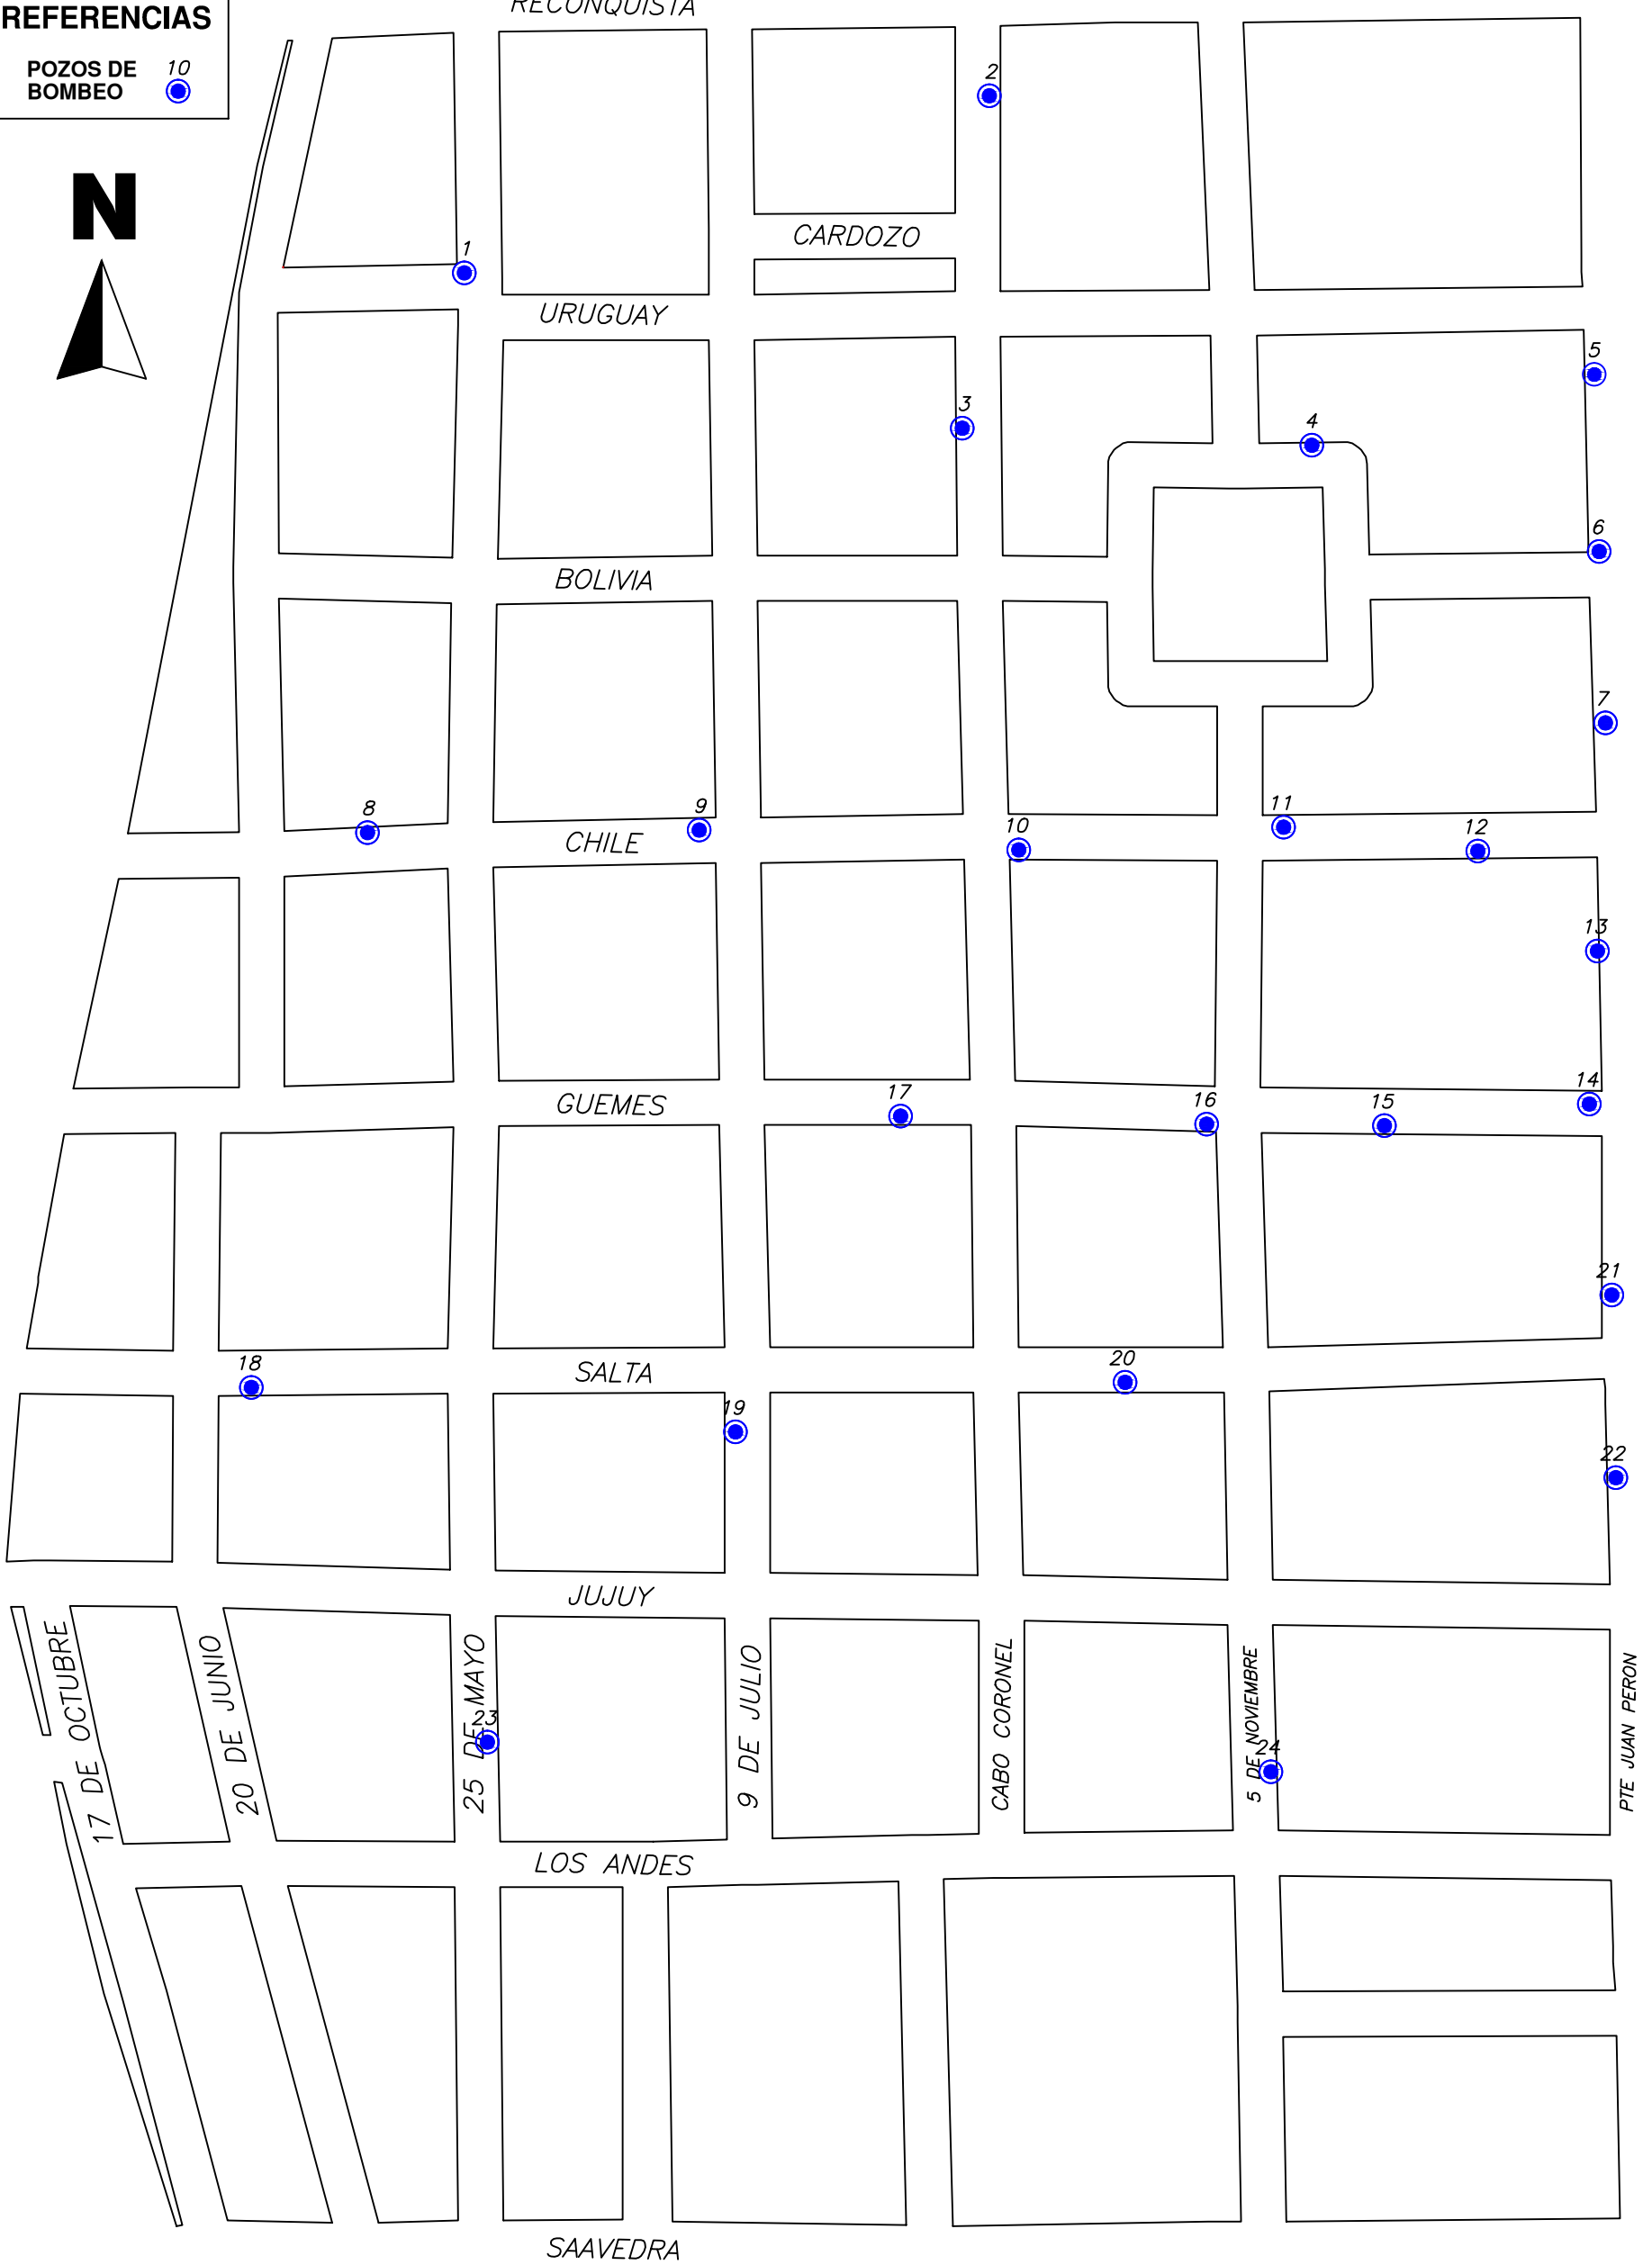 RECONQUISTA
REFERENCIAS
POZOS DE
BOMBEO
10
2
N
CARDOZO
1
URUGUAY
5
3
4
6
BOLIVIA
7
8
9
CHILE
10
11
12
13
14
GUEMES
17
16
15
21
18
SALTA
20
19
22
JUJUY
17 DE OCTUBRE
20 DE JUNIO
25 DE MAYO
9 DE JULIO
CABO CORONEL
5 DE NOVIEMBRE
PTE JUAN PERON
23
24
LOS ANDES
SAAVEDRA